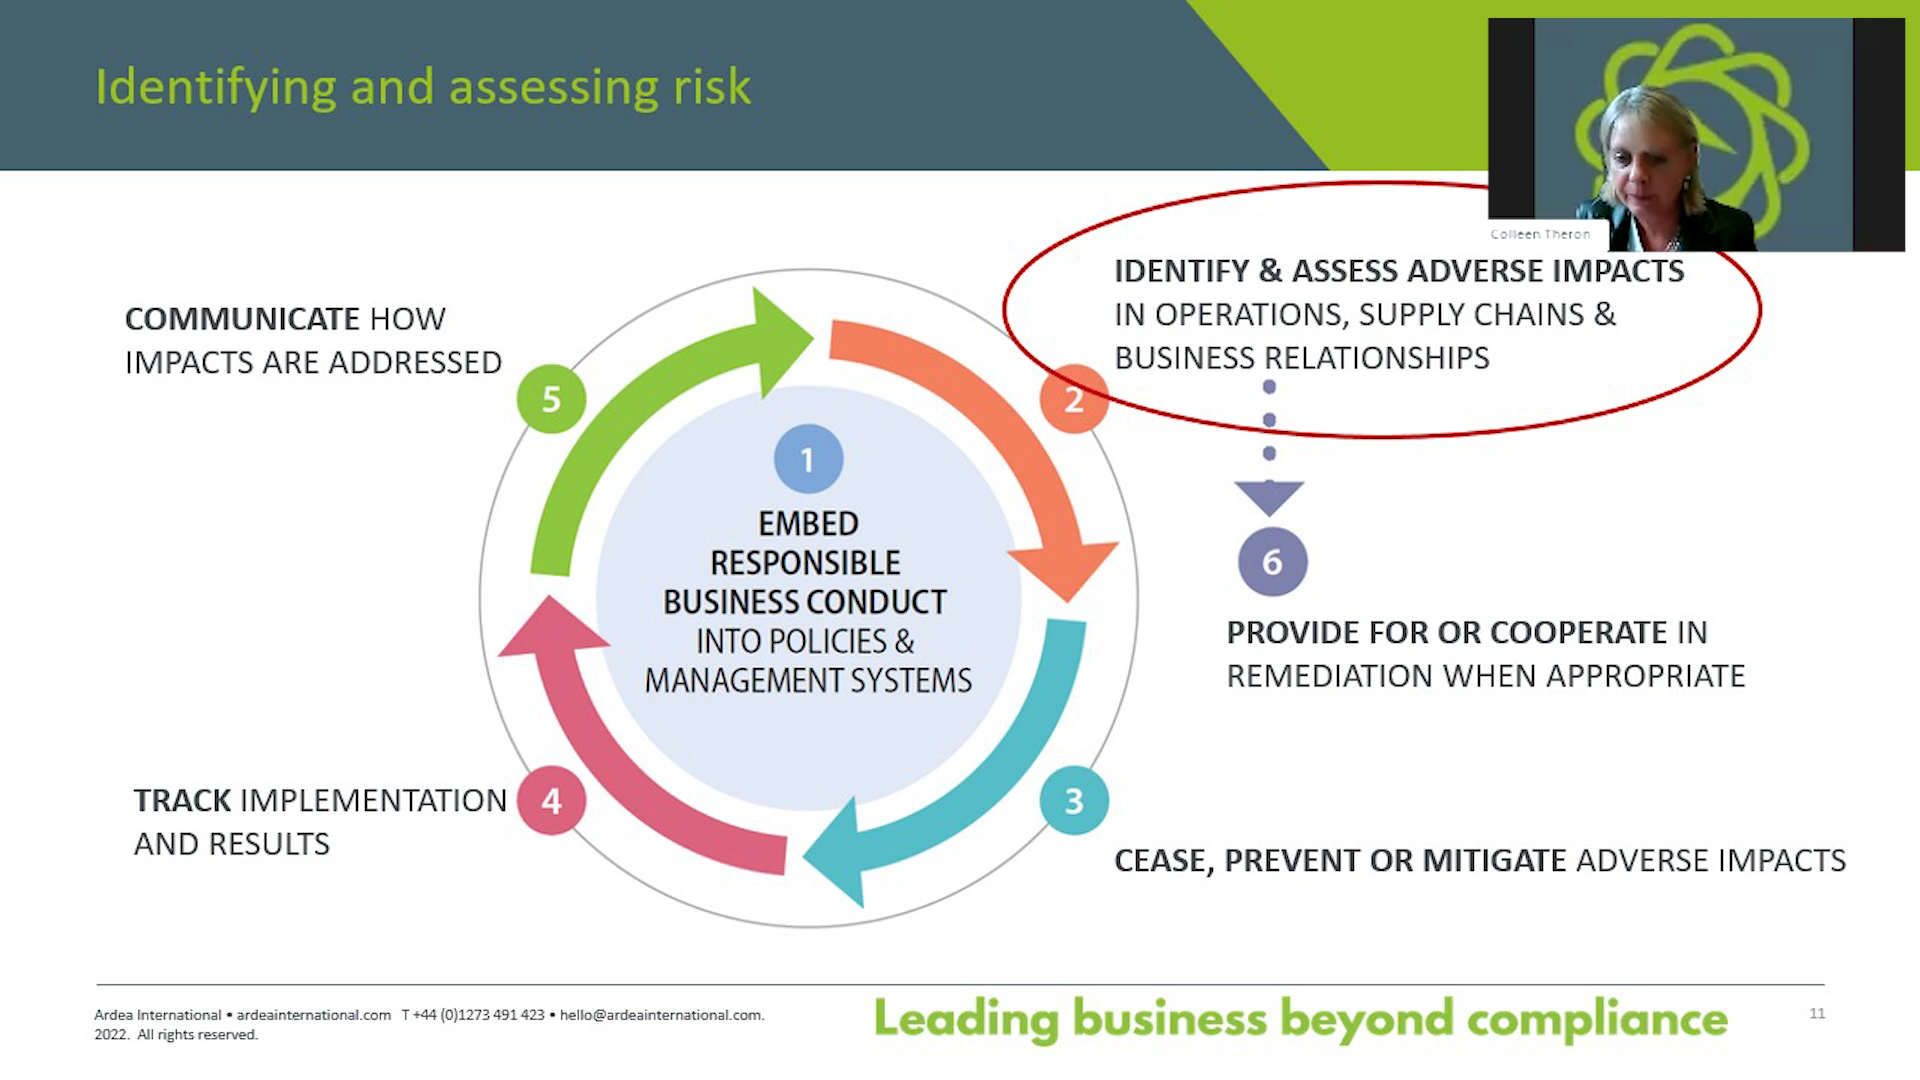 Identifying and assessing risk
Colleen Theron
IDENTIFY & ASSESS ADVERSE IMPACTS
IN OPERATIONS, SUPPLY CHAINS &
BUSINESS RELATIONSHIPS
COMMUNICATE HOW
IMPACTS ARE ADDRESSED
5
2
1
EMBED
RESPONSIBLE
BUSINESS CONDUCT
INTO POLICIES &
MANAGEMENT SYSTEMS
6
PROVIDE FOR OR COOPERATE IN
REMEDIATION WHEN APPROPRIATE
TRACK IMPLEMENTATION
AND RESULTS
4
3
CEASE, PREVENT OR MITIGATE ADVERSE IMPACTS
Ardea International • ardeainternational.com T +44 (0)1273 491 423 • hello@ardeainternational.com.
2022. All rights reserved.
Leading business beyond compliance
11